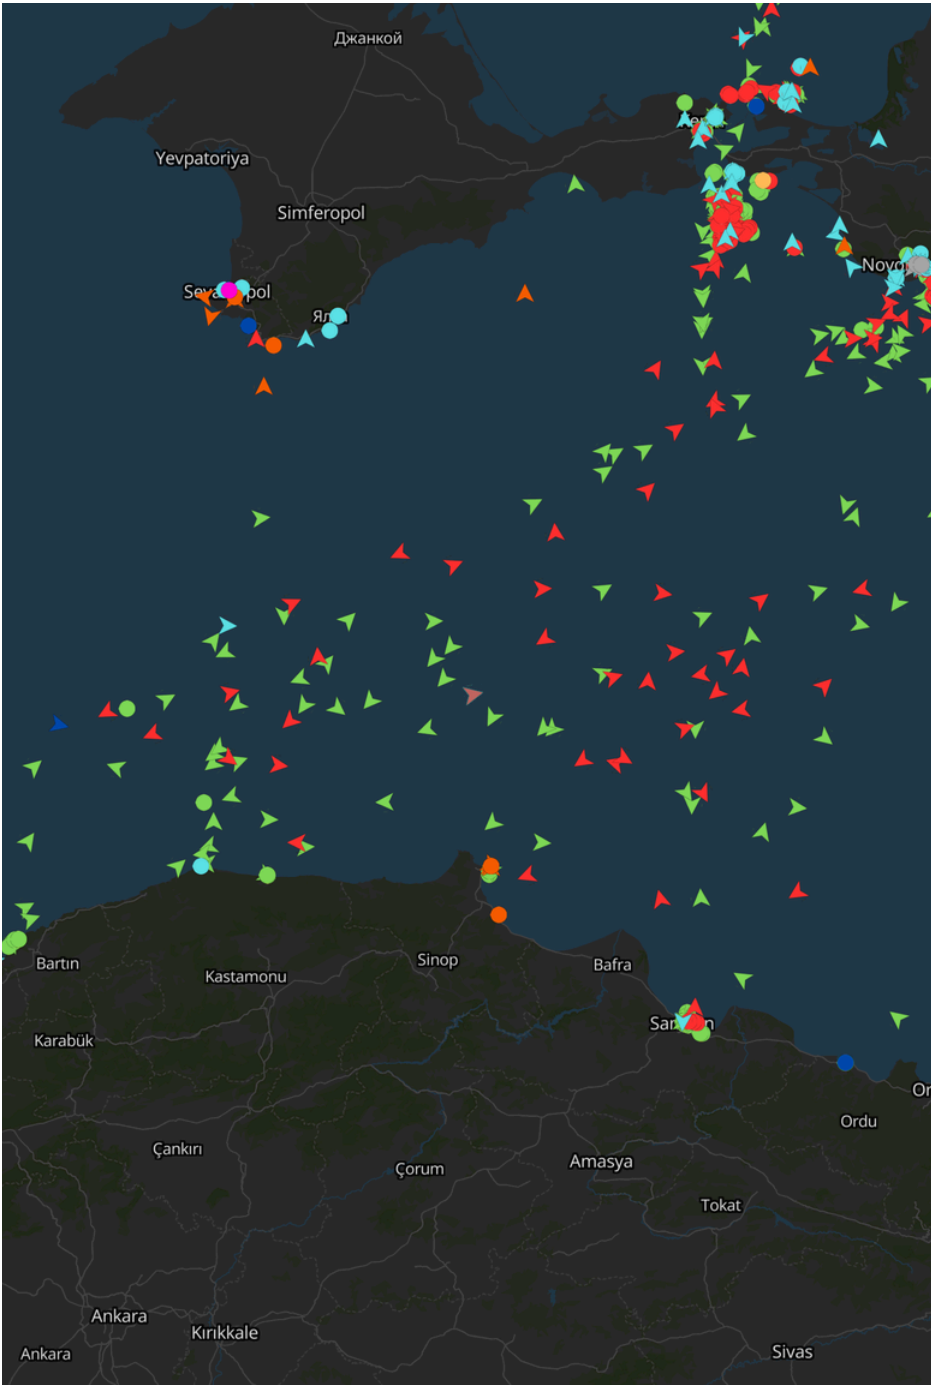 Джанкой
Yevpatoriya
Simferopol
Bartın
Kastamonu
Sinop
Bafra
Karabük
Ordu
Çankırı
Çorum
Amasya
Tokat
Ankara
Kırıkkale
Ankara
Sivas